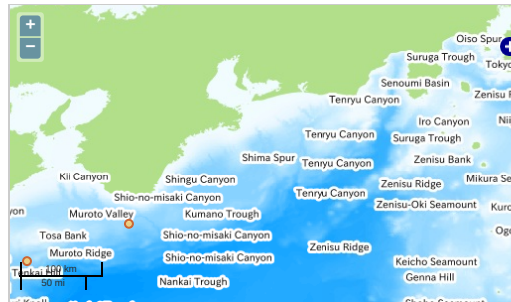 +
−
Oiso Spur
Suruga Trough
Tokyo
Senoumi Basin
Tenryu Canyon
Zenisu
Iro Canyon
Tenryu Canyon
Suruga Trough
Shima Spur
Tenryu Canyon
Zenisu Bank
Kii Canyon
Shingu Canyon
Zenisu Ridge
Mikura Se
Shio-no-misaki Canyon
Tenryu Canyon
Zenisu-Oki Seamount
Muroto Valley
Kumano Trough
Tosa Bank
Shio-no-misaki Canyon
Zenisu Ridge
Muroto Ridge
Shio-no-misaki Canyon
Keicho Seamount
100 km
Genna Hill
50 mi
Nankai Trough